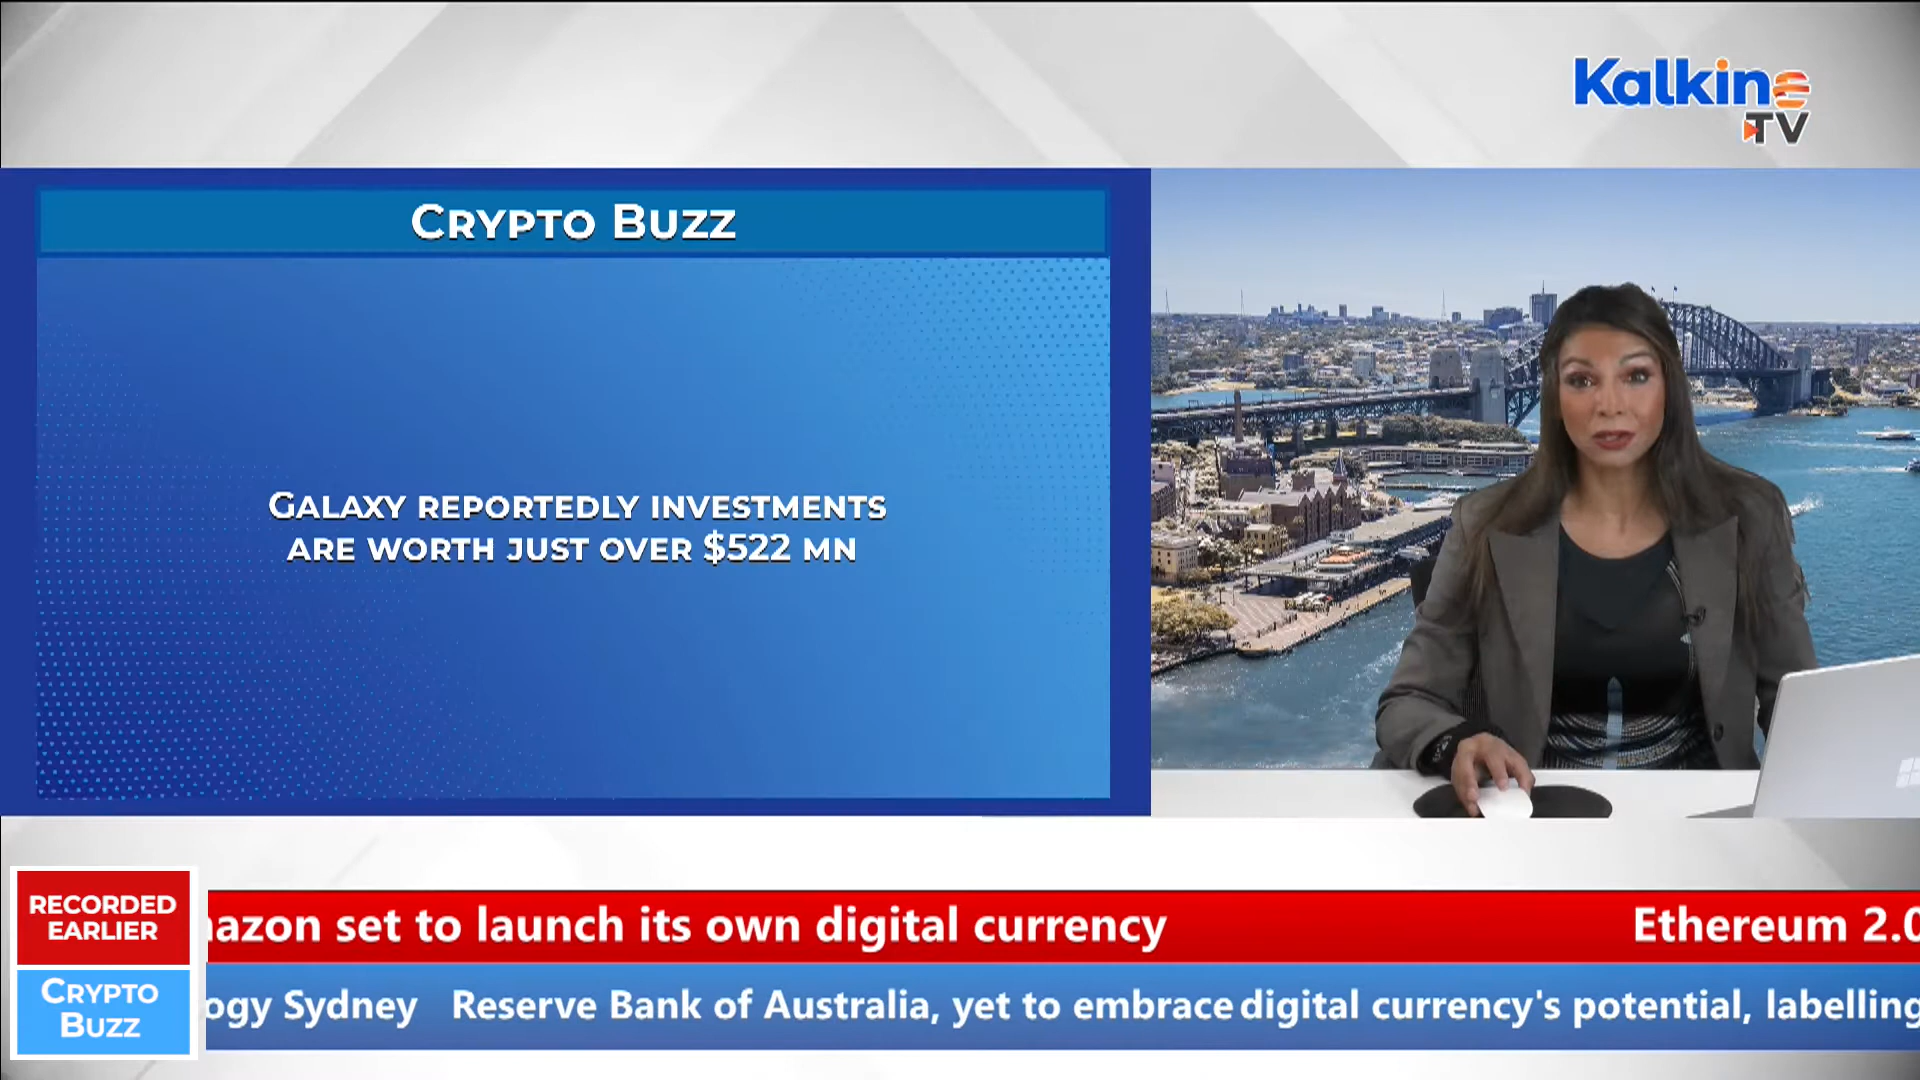 Kalkine
TV
Crypto Buzz
Galaxy reportedly investments
are worth just over $522 mn
RECORDED
EARLIER
set to launch its own digital currency
Ethereum 2.0
Crypto
Buzz
Sydney Reserve Bank of Australia, yet to embrace digital currency's potential, labelling